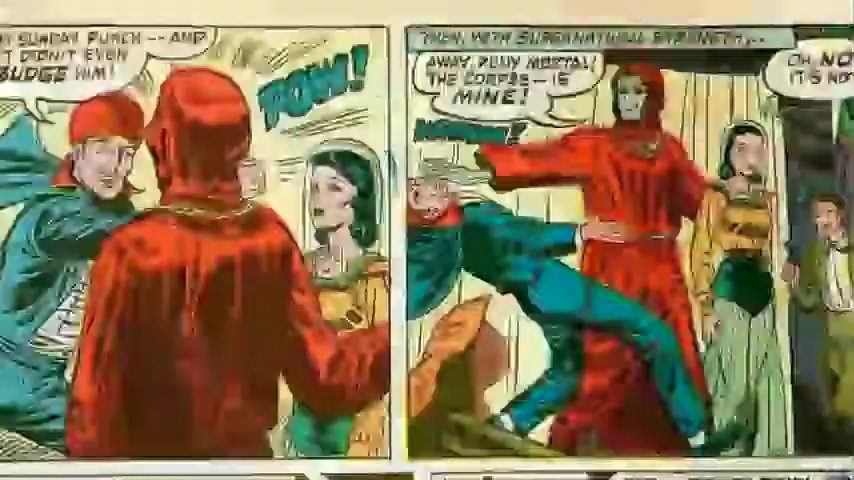 SUNDAY PUNCH -- AND
T DIDN'T EVEN
BUDGE HIM!
POW!
THEN, WITH SUPERNATURAL STRENGTH...
AWAY, PUNY MORTAL!
THE CORPSE -- IS
MINE!
OH, NO
IT'S NOT